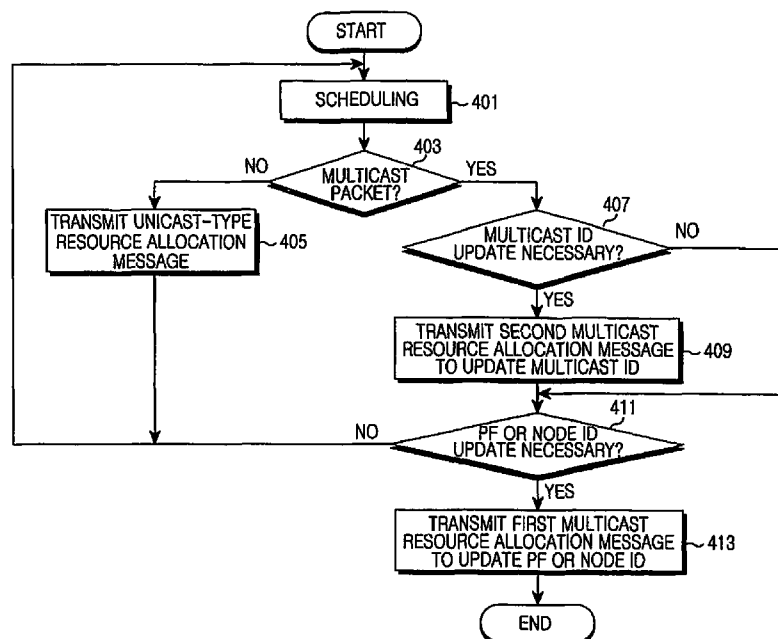 START
SCHEDULING
401
403
NO
MULTICAST
PACKET?
YES
TRANSMIT UNICAST-TYPE
RESOURCE ALLOCATION
MESSAGE
405
407
MULTICAST ID
UPDATE NECESSARY?
NO
YES
TRANSMIT SECOND MULTICAST
RESOURCE ALLOCATION MESSAGE
TO UPDATE MULTICAST ID
409
411
NO
PF OR NODE ID
UPDATE NECESSARY?
YES
TRANSMIT FIRST MULTICAST
RESOURCE ALLOCATION MESSAGE
TO UPDATE PF OR NODE ID
413
END